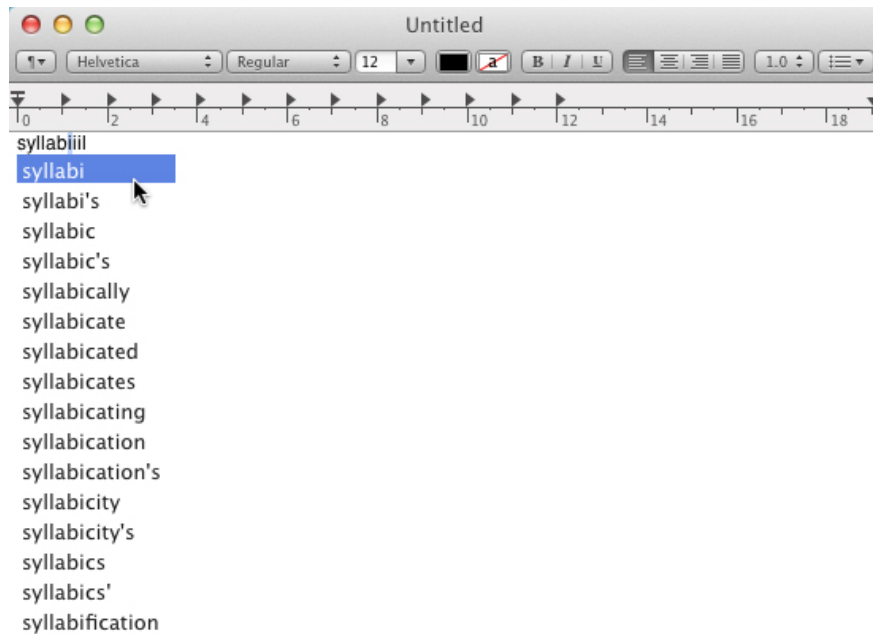 Untitled
¶ Helvetica Regular 12 a B I U 1.0
0 2 4 6 8 10 12 14 16 18
syllabiiil
syllabi
syllabi's
syllabic
syllabic's
syllabically
syllabicate
syllabicated
syllabicates
syllabicating
syllabication
syllabication's
syllabicity
syllabicity's
syllabics
syllabics'
syllabification